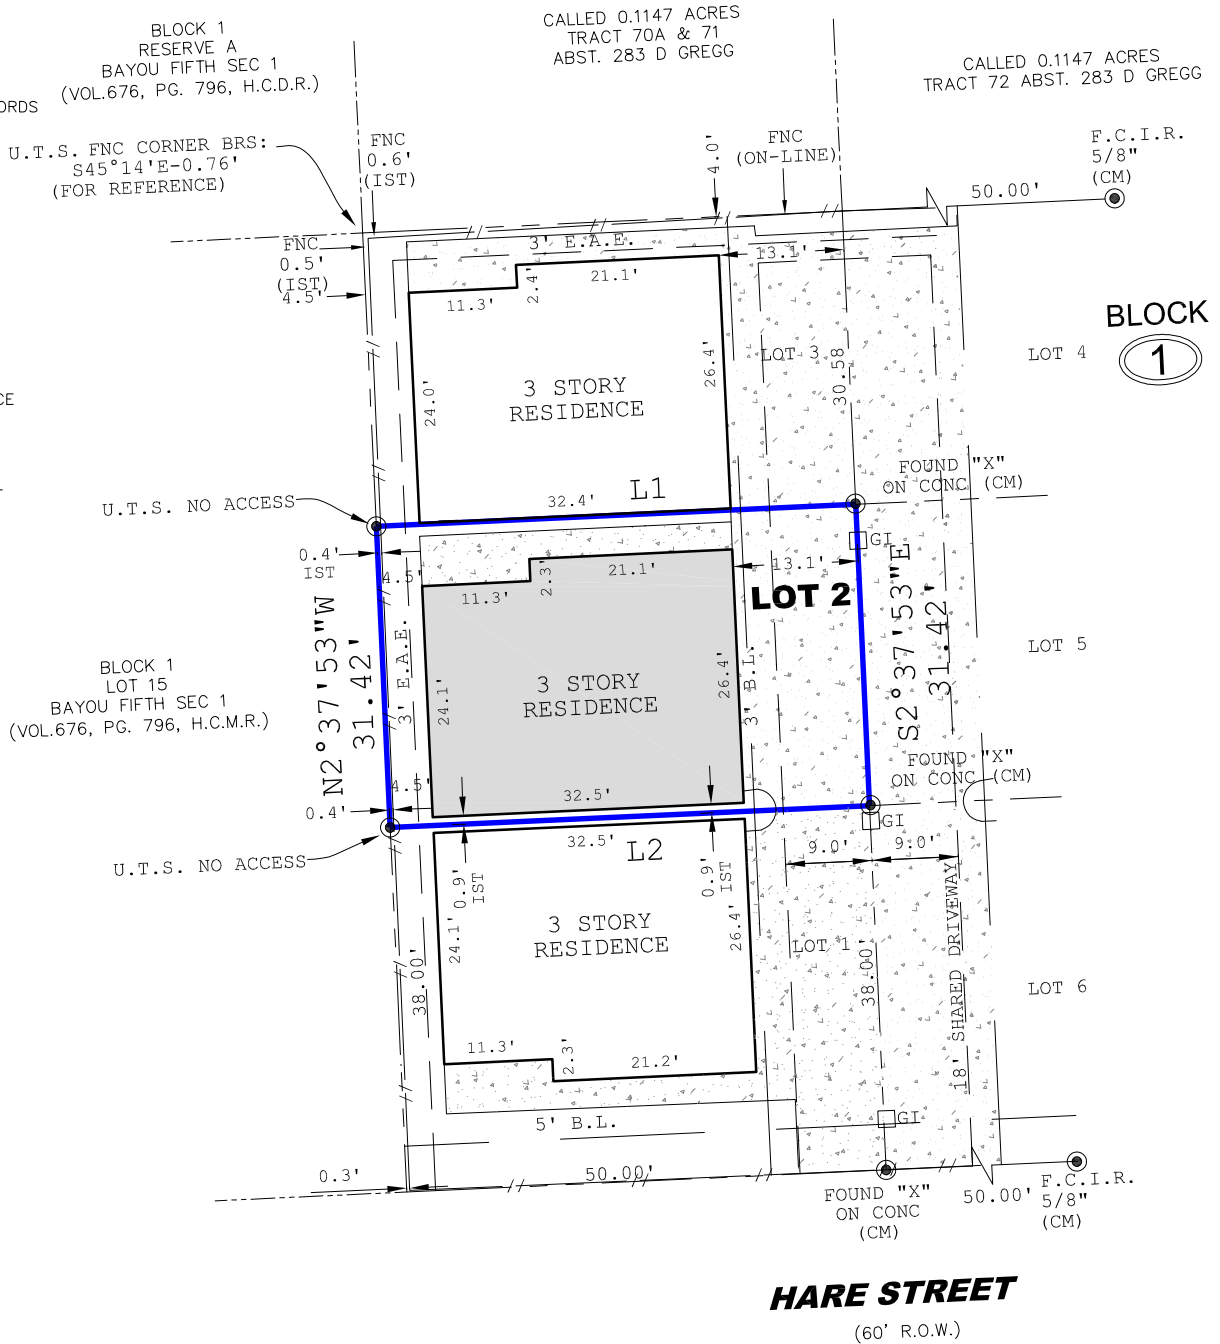 BLOCK 1
RESERVE A
BAYOU FIFTH SEC 1
(VOL.676, PG. 796, H.C.D.R.)
CALLED 0.1147 ACRES
TRACT 70A & 71
ABST. 283 D GREGG
CALLED 0.1147 ACRES
TRACT 72 ABST. 283 D GREGG
ORDS
U.T.S. FNC CORNER BRS:
S45°14'E-0.76'
(FOR REFERENCE)
FNC
0.6'
(IST)
4.0'
FNC
(ON-LINE)
F.C.I.R.
5/8"
(CM)
50.00'
FNC
0.5'
(IST)
4.5'
3' E.A.E.
13.1'
11.3'
2.4'
21.1'
BLOCK
1
LOT 3
LOT 4
30.58
24.0'
26.4'
3 STORY
RESIDENCE
CE
FOUND "X"
ON CONC (CM)
U.T.S. NO ACCESS
32.4'
L1
GI
0.4'
IST
4.5'
11.3'
2.3'
21.1'
13.1'
LOT 2
N2°37'53"W
31.42'
S2°37'53"E
31.42'
3' E.A.E.
3' B.L.
LOT 5
BLOCK 1
LOT 15
BAYOU FIFTH SEC 1
(VOL.676, PG. 796, H.C.M.R.)
24.1'
26.4'
3 STORY
RESIDENCE
FOUND "X"
ON CONC (CM)
4.5'
0.4'
32.5'
GI
U.T.S. NO ACCESS
32.5'
L2
9.0'
9.0'
0.9'
IST
0.9'
IST
24.1'
26.4'
3 STORY
RESIDENCE
LOT 1
38.00'
38.00'
18' SHARED DRIVEWAY
LOT 6
11.3'
2.3'
21.2'
5' B.L.
GI
0.3'
50.00'
FOUND "X"
ON CONC
(CM)
50.00'
F.C.I.R.
5/8"
(CM)
HARE STREET
(60' R.O.W.)